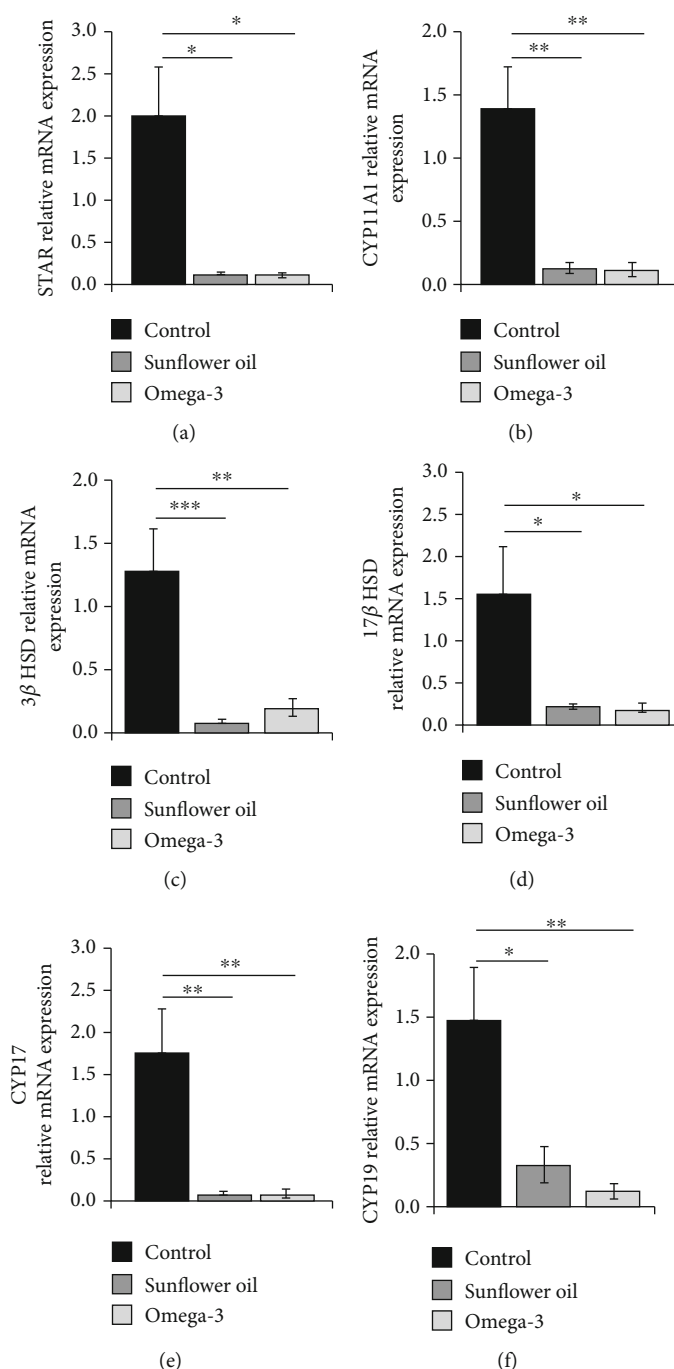 STAR relative mRNA expression
3.0
2.5
2.0
1.5
1.0
0.5
0.0
*
*
Control
Sunflower oil
Omega-3
(a)
CYP11A1 relative mRNA
expression
2.0
1.5
1.0
0.5
0.0
**
**
Control
Sunflower oil
Omega-3
(b)
3β HSD relative mRNA
expression
2.0
1.5
1.0
0.5
0.0
**
***
Control
Sunflower oil
Omega-3
(c)
17β HSD
relative mRNA expression
3.0
2.5
2.0
1.5
1.0
0.5
0.0
*
*
Control
Sunflower oil
Omega-3
(d)
CYP17
relative mRNA expression
3.0
2.5
2.0
1.5
1.0
0.5
0.0
**
**
Control
Sunflower oil
Omega-3
(e)
CYP19 relative mRNA expression
2.0
1.5
1.0
0.5
0.0
**
*
Control
Sunflower oil
Omega-3
(f)